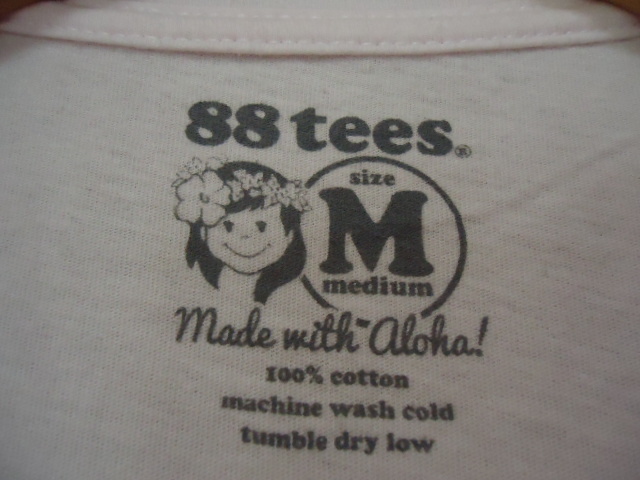 88 tees®
size
M
medium
Made with Aloha!
100% cotton
machine wash cold
tumble dry low